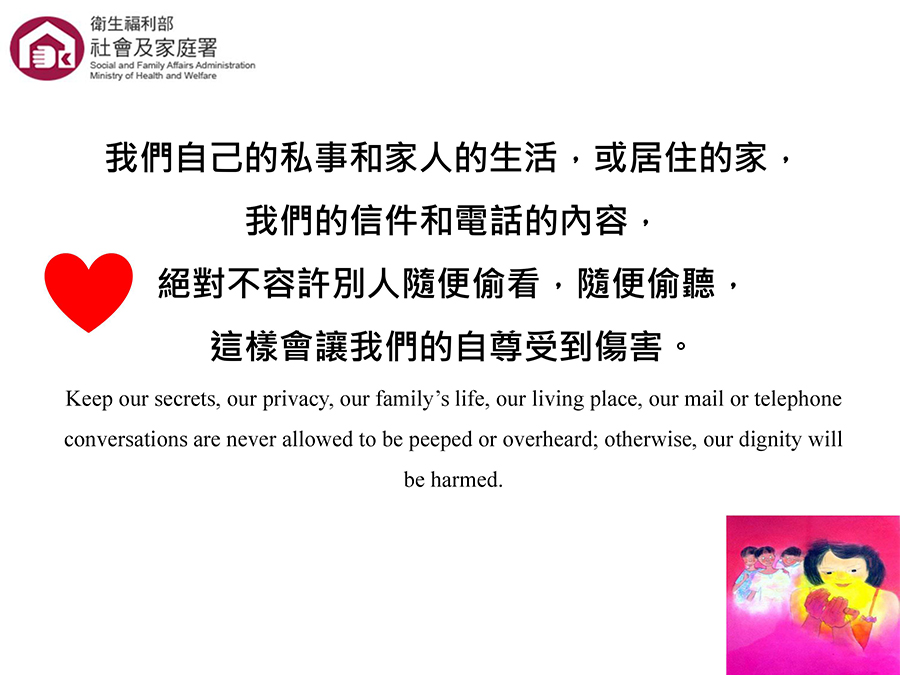 衛生福利部
社會及家庭署
Social and Family Affairs Administration
Ministry of Health and Welfare
我們自己的私事和家人的生活，或居住的家，
我們的信件和電話的內容，
絕對不容許別人隨便偷看，隨便偷聽，
這樣會讓我們的自尊受到傷害。
Keep our secrets, our privacy, our family’s life, our living place, our mail or telephone
conversations are never allowed to be peeped or overheard; otherwise, our dignity will
be harmed.